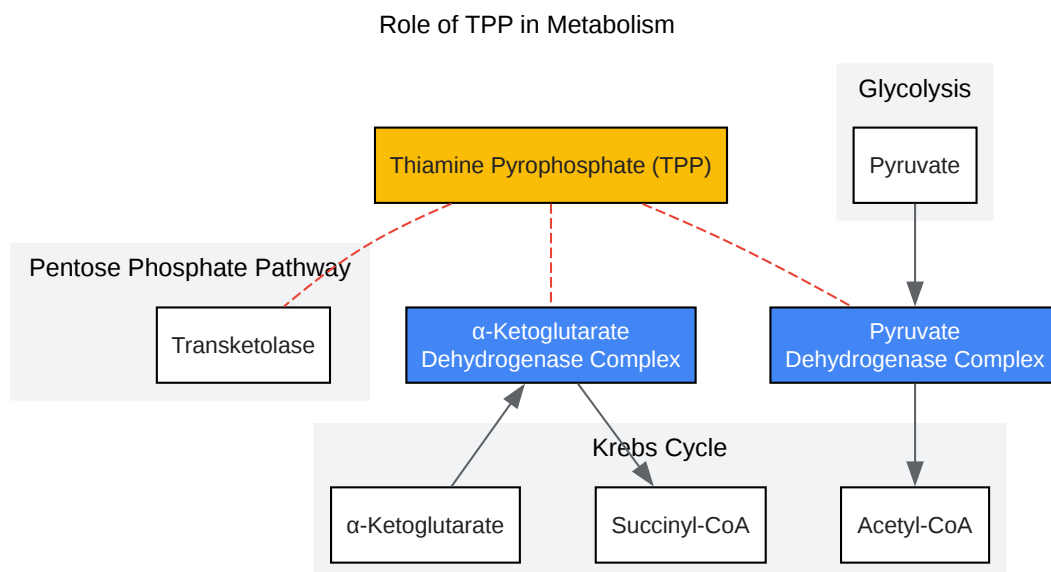 Role of TPP in Metabolism
Glycolysis
Thiamine Pyrophosphate (TPP)
Pyruvate
Pentose Phosphate Pathway
Transketolase
α-Ketoglutarate
Dehydrogenase Complex
Pyruvate
Dehydrogenase Complex
Krebs Cycle
α-Ketoglutarate
Succinyl-CoA
Acetyl-CoA